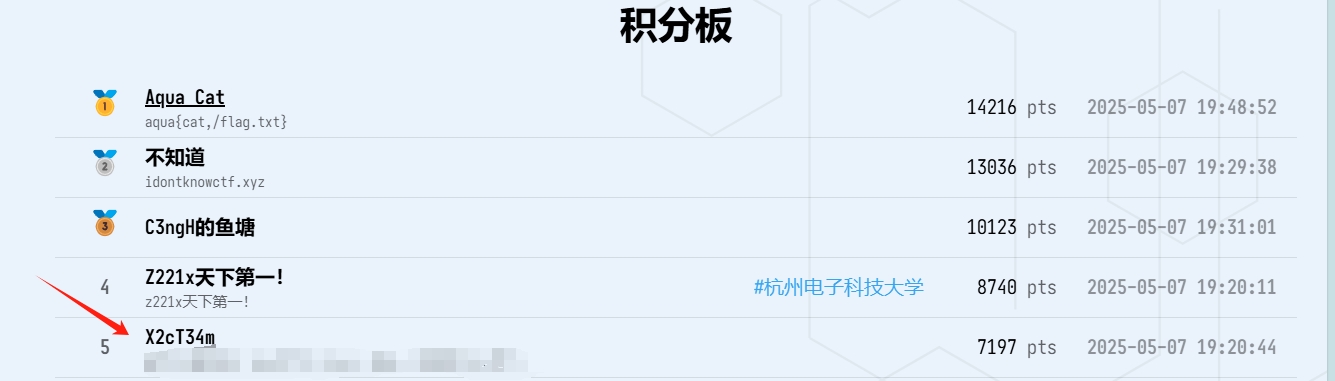 积分板
1 Aqua Cat 14216 pts 2025-05-07 19:48:52
aqua{cat,/flag.txt}
2 不知道 13036 pts 2025-05-07 19:29:38
idontknowctf.xyz
3 C3ngH的鱼塘 10123 pts 2025-05-07 19:31:01
4 Z221x天下第一! #杭州电子科技大学 8740 pts 2025-05-07 19:20:11
z221x天下第一!
5 X2cT34m 7197 pts 2025-05-07 19:20:44